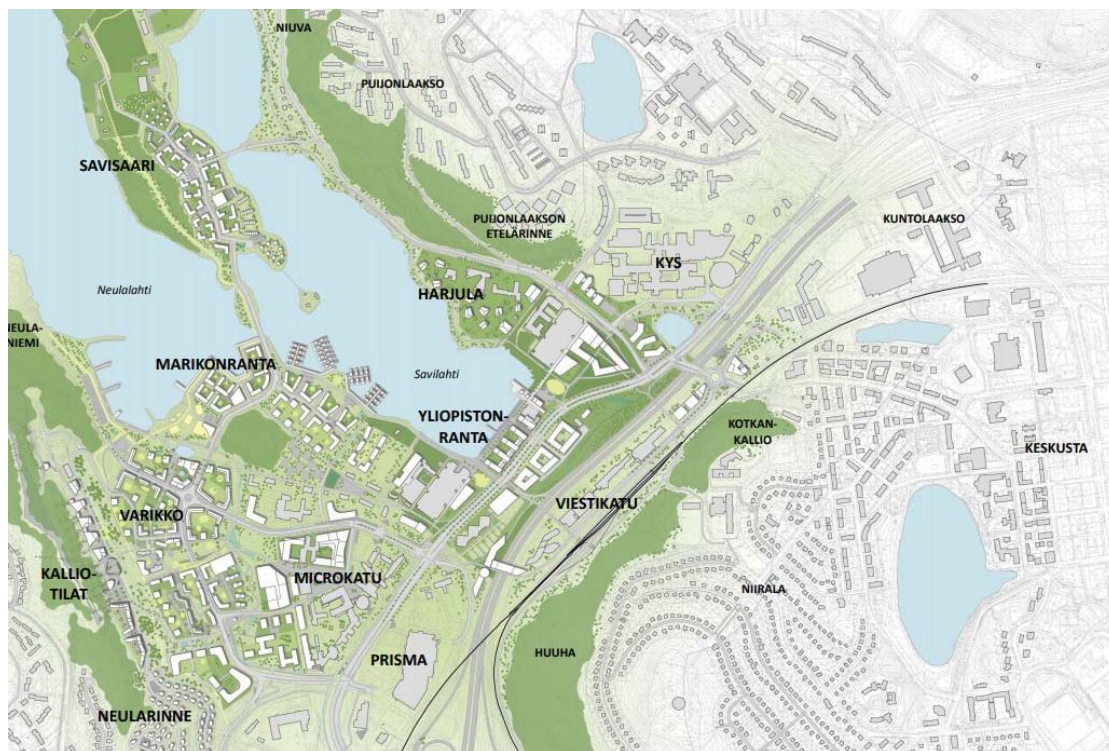 NIUVA
PUIJONLAAKSO
SAVISAARI
PUIJONLAAKSON
ETELÄRINNE
KUNTOLAAKSO
KYS
Neulalahti
HARJULA
NEULA-
NIEMI
MARIKONRANTA
Savilahti
YLIOPISTON-
RANTA
KOTKAN-
KALLIO
KESKUSTA
VARIKKO
VIESTIKATU
KALLIO-
TILAT
MICROKATU
NIIRALA
PRISMA
HUUHA
NEULARINNE